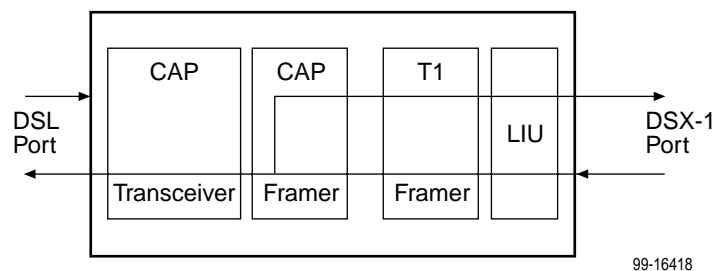 CAP
Transceiver
CAP
Framer
T1
Framer
LIU
DSL
Port
DSX-1
Port
99-16418